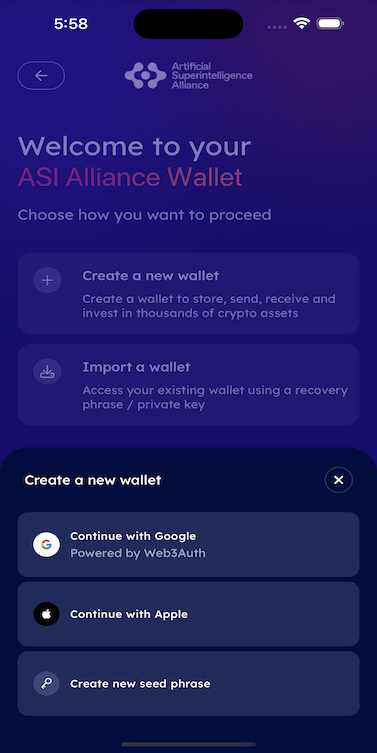 5:58
Artificial
Superintelligence
Alliance
Welcome to your
ASI Alliance Wallet
Choose how you want to proceed
Create a new wallet
Create a wallet to store, send, receive and
invest in thousands of crypto assets
Import a wallet
Access your existing wallet using a recovery
phrase / private key
Create a new wallet
Continue with Google
Powered by Web3Auth
Continue with Apple
Create new seed phrase